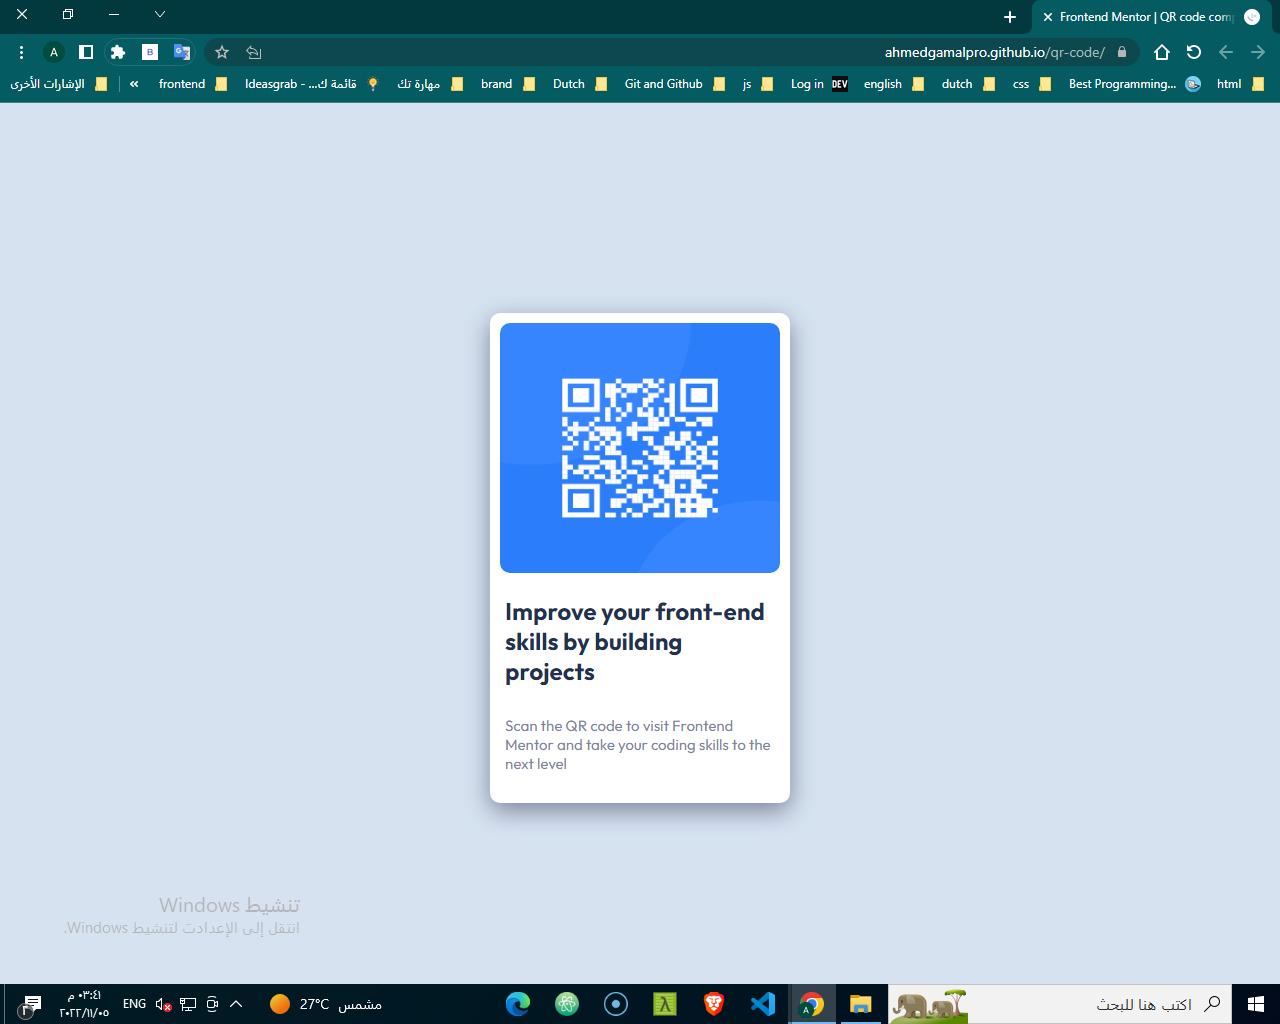 Frontend Mentor | QR code comp
ahmedgamalpro.github.io/qr-code/
A
B
G
html
Best Programming...
css
dutch
english
DEV Log in
js
Git and Github
Dutch
brand
مهارة تك
قائمة ك... - Ideasgrab
frontend
»
الإشارات الأخرى
Improve your front-end
skills by building
projects
Scan the QR code to visit Frontend
Mentor and take your coding skills to the
next level
تنشيط Windows
انتقل إلى الإعدادت لتنشيط Windows.
اكتب هنا للبحث
A
مشمس 27°C
ENG
٠٣:٤١ م
٢٠٢٢/١١/٠٥